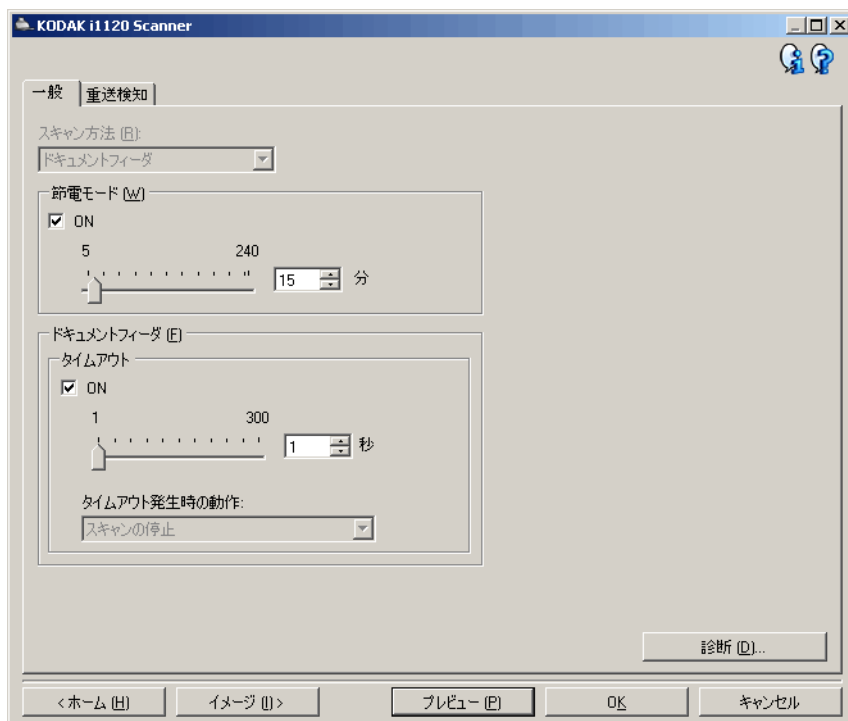 KODAK i1120 Scanner
一般
重送検知
スキャン方法 (R):
ドキュメントフィーダ
節電モード (W)
ON
5 240
15 分
ドキュメントフィーダ (F)
タイムアウト
ON
1 300
1 秒
タイムアウト発生時の動作:
スキャンの停止
診断 (D)...
<ホーム (H)
イメージ (I)>
プレビュー (P)
OK
キャンセル